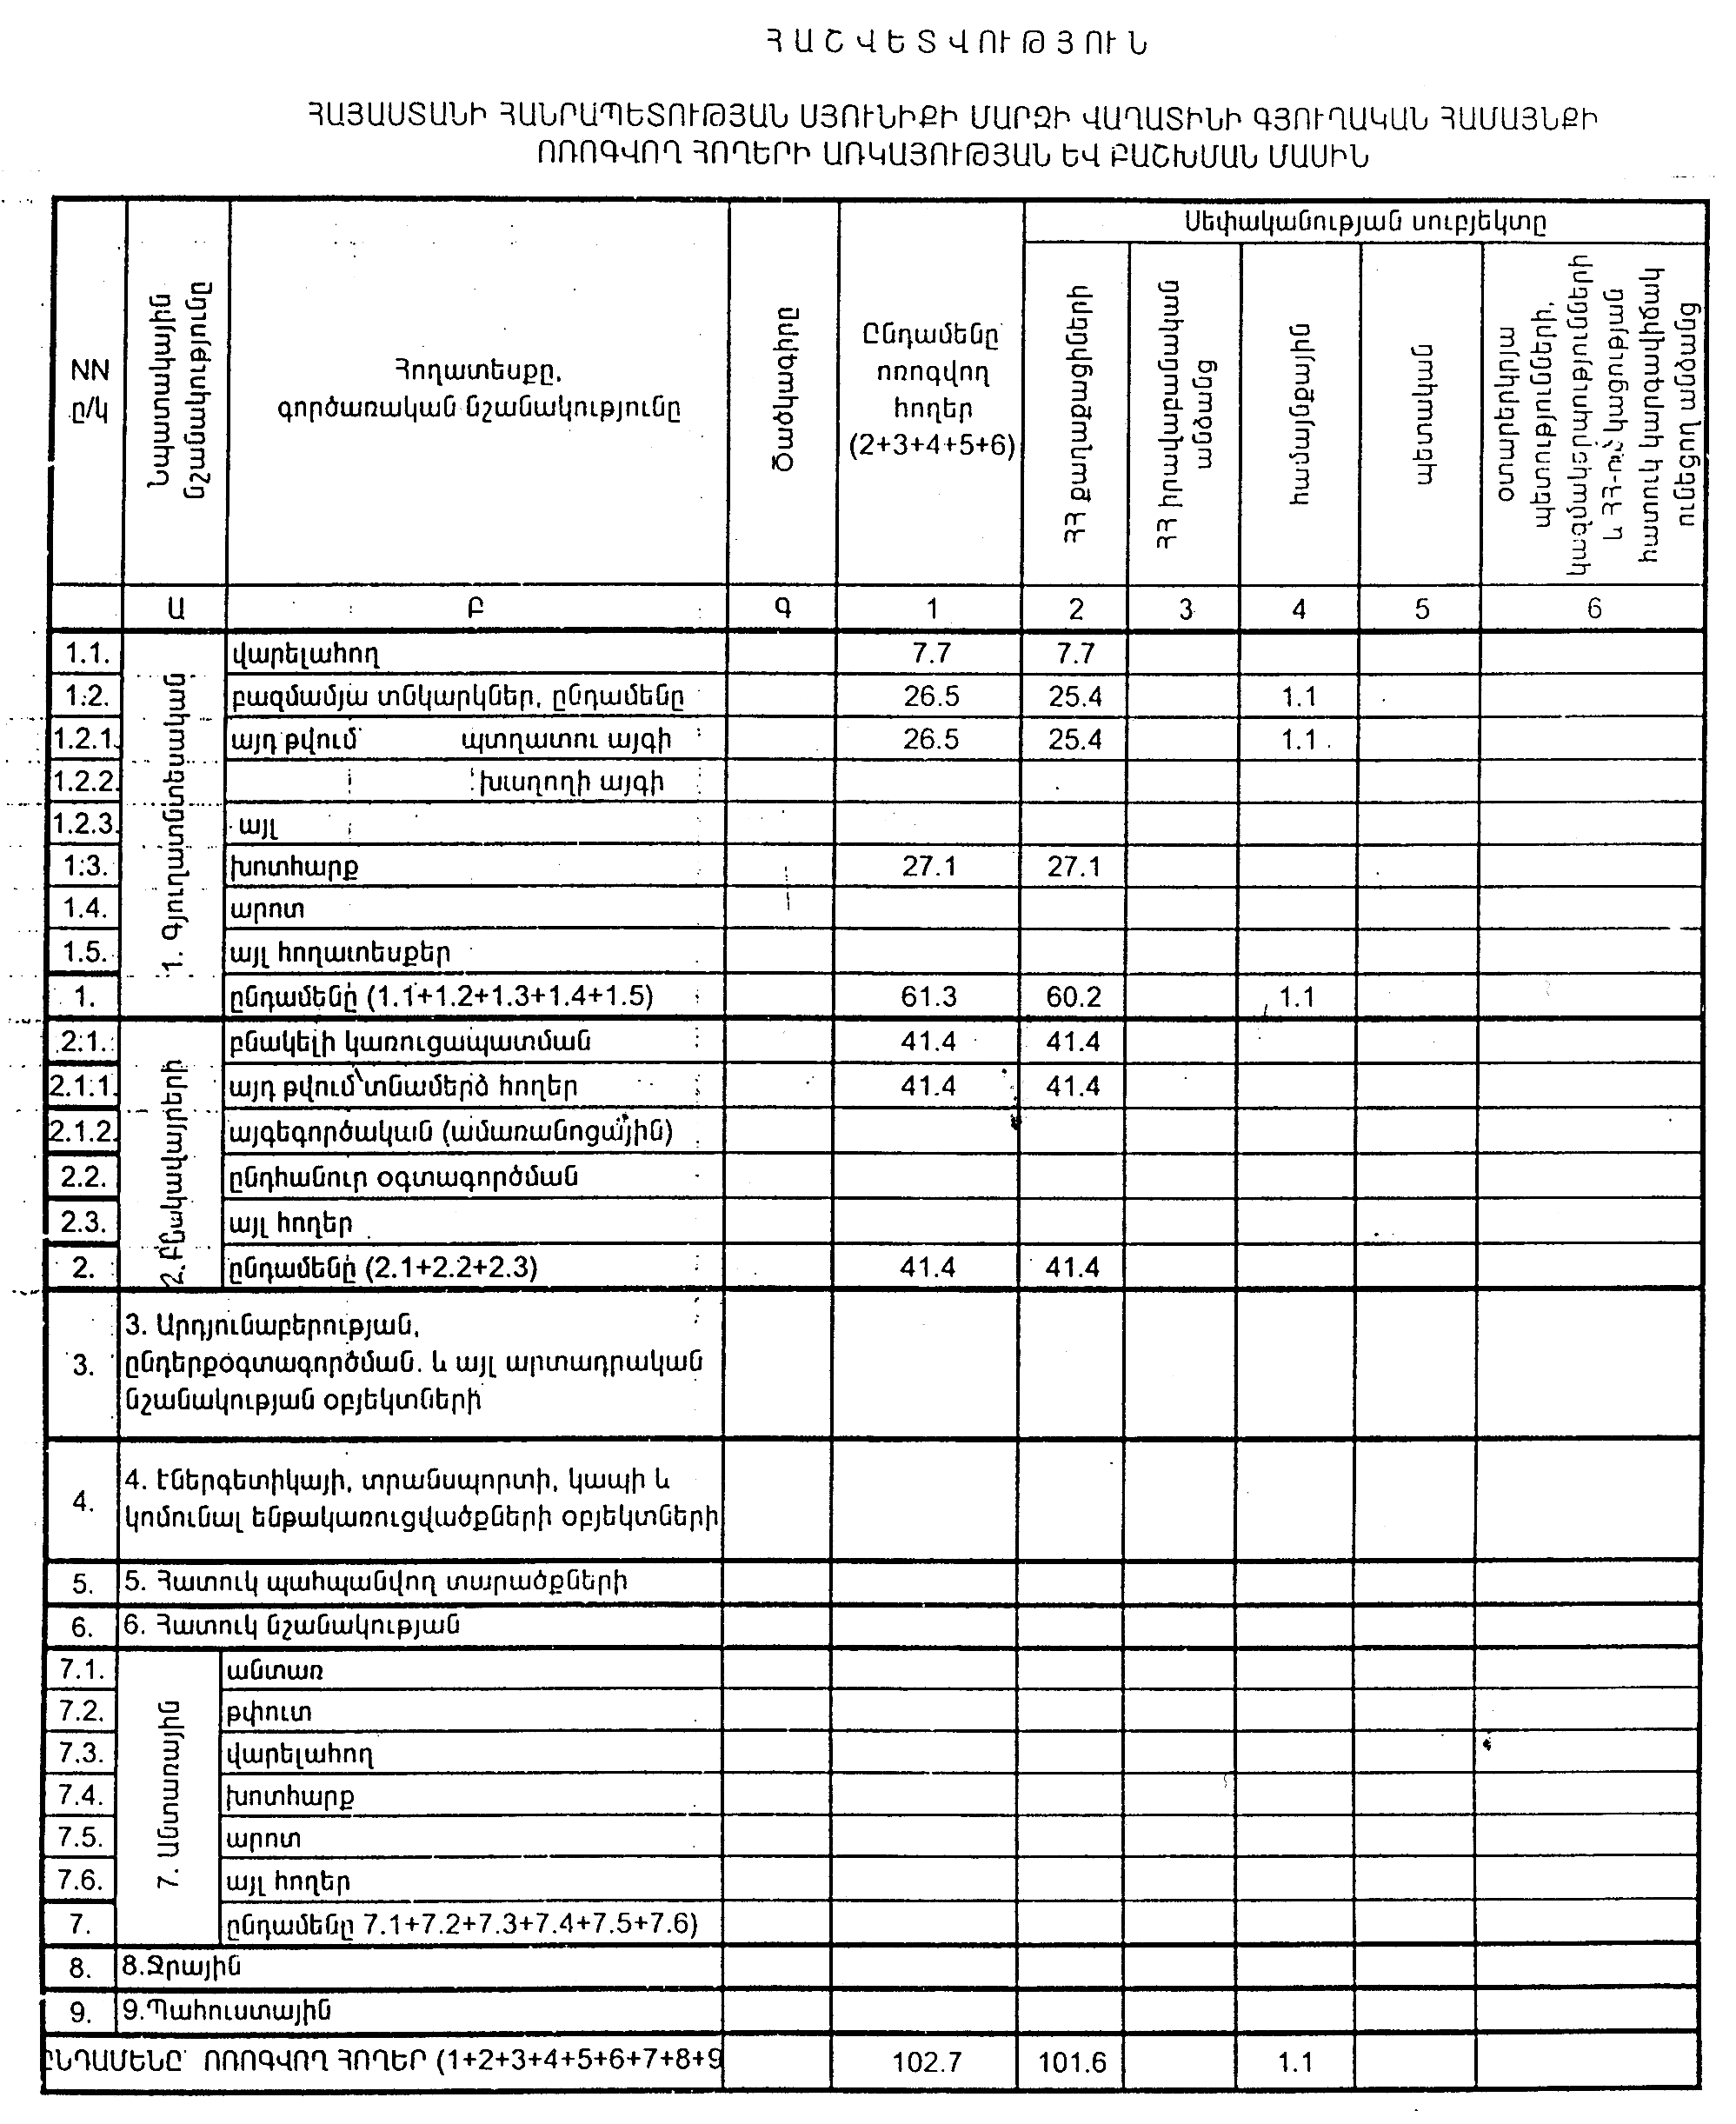 ՀԱՇՎԵՏՎՈՒԹՅՈՒՆ
ՀԱՅԱՍՏԱՆԻ ՀԱՆՐԱՊԵՏՈՒԹՅԱՆ ՍՅՈՒՆԻՔԻ ՄԱՐԶԻ ՎԱՂԱՏԻՆԻ ԳՅՈՒՂԱԿԱՆ ՀԱՄԱՅՆՔԻ
ՈՌՈԳՎՈՂ ՀՈՂԵՐԻ ԱՌԿԱՅՈՒԹՅԱՆ ԵՎ ԲԱՇԽՄԱՆ ՄԱՍԻՆ
NN
ը/կ
Նպատակային
նշանակությունը
Հողատեսքը,
գործառական նշանակությունը
Ծածկագիրը
Ընդամենը
ոռոգվող
հողեր
(2+3+4+5+6)
Սեփականության սուբյեկտը
ՀՀ քաղաքացիների
ՀՀ իրավաբանական
անձանց
համայնքային
պետական
օտարերկրյա
պետությունների,
կազմակերպությունների
և ՀՀ-ում կացության
հատուկ կարգավիճակ
ունեցող անձանց
Ա Բ Գ 1 2 3 4 5 6
1. Գյուղատնտեսական
1.1. վարելահող 7.7 7.7
1.2. բազմամյա տնկարկներ, ընդամենը 26.5 25.4 1.1
1.2.1. այդ թվում՝ պտղատու այգի 26.5 25.4 1.1
1.2.2. խաղողի այգի
1.2.3. այլ
1.3. խոտհարք 27.1 27.1
1.4. արոտ
1.5. այլ հողատեսքեր
1. ընդամենը (1.1+1.2+1.3+1.4+1.5) 61.3 60.2 1.1
2.Բնակավայրերի
2.1. բնակելի կառուցապատման 41.4 41.4
2.1.1. այդ թվում՝ տնամերձ հողեր 41.4 41.4
2.1.2. այգեգործական (ամառանոցային)
2.2. ընդհանուր օգտագործման
2.3. այլ հողեր
2. ընդամենը (2.1+2.2+2.3) 41.4 41.4
3. Արդյունաբերության,
3. ընդերքօգտագործման. և այլ արտադրական
նշանակության օբյեկտների
4. Էներգետիկայի, տրանսպորտի, կապի և
4. կոմունալ ենթակառուցվածքների օբյեկտների
5. 5. Հատուկ պահպանվող տարածքների
6. 6. Հատուկ նշանակության
7. Անտառային
7.1. անտառ
7.2. թփուտ
7.3. վարելահող
7.4. խոտհարք
7.5. արոտ
7.6. այլ հողեր
7. ընդամենը 7.1+7.2+7.3+7.4+7.5+7.6)
8. 8.Ջրային
9. 9.Պահուստային
ԸՆԴԱՄԵՆԸ ՈՌՈԳՎՈՂ ՀՈՂԵՐ (1+2+3+4+5+6+7+8+9 102.7 101.6 1.1